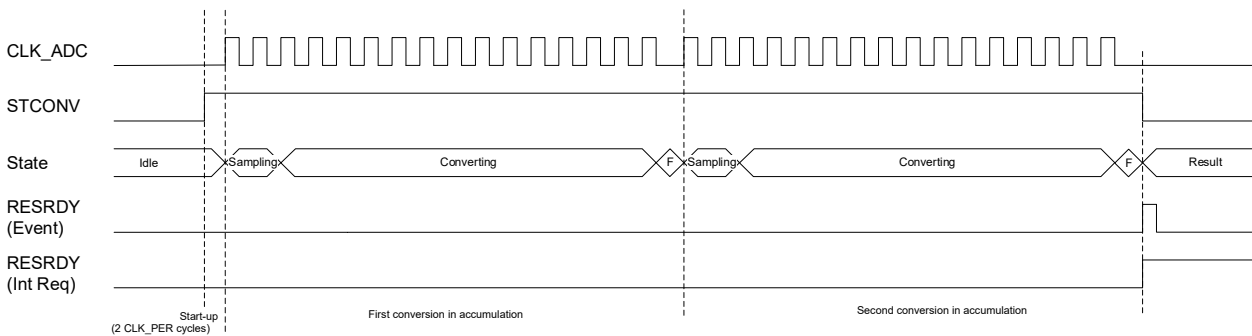 CLK_ADC
STCONV
State
Idle
Sampling
Converting
F
Sampling
Converting
F
Result
RESRDY
(Event)
RESRDY
(Int Req)
Start-up
(2 CLK_PER cycles)
First conversion in accumulation
Second conversion in accumulation